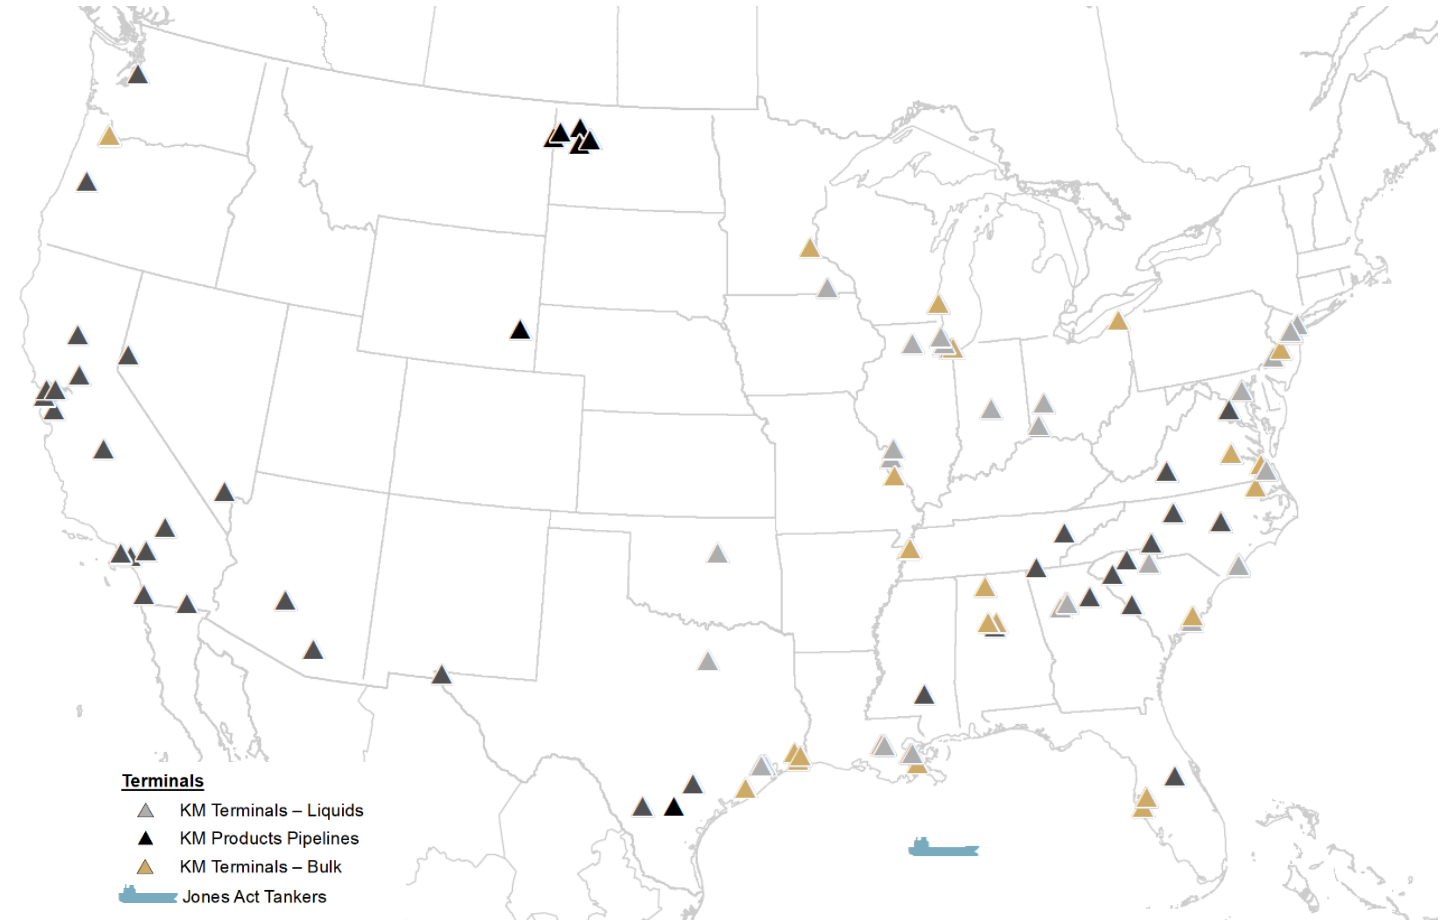 Terminals
KM Terminals – Liquids
KM Products Pipelines
KM Terminals – Bulk
Jones Act Tankers